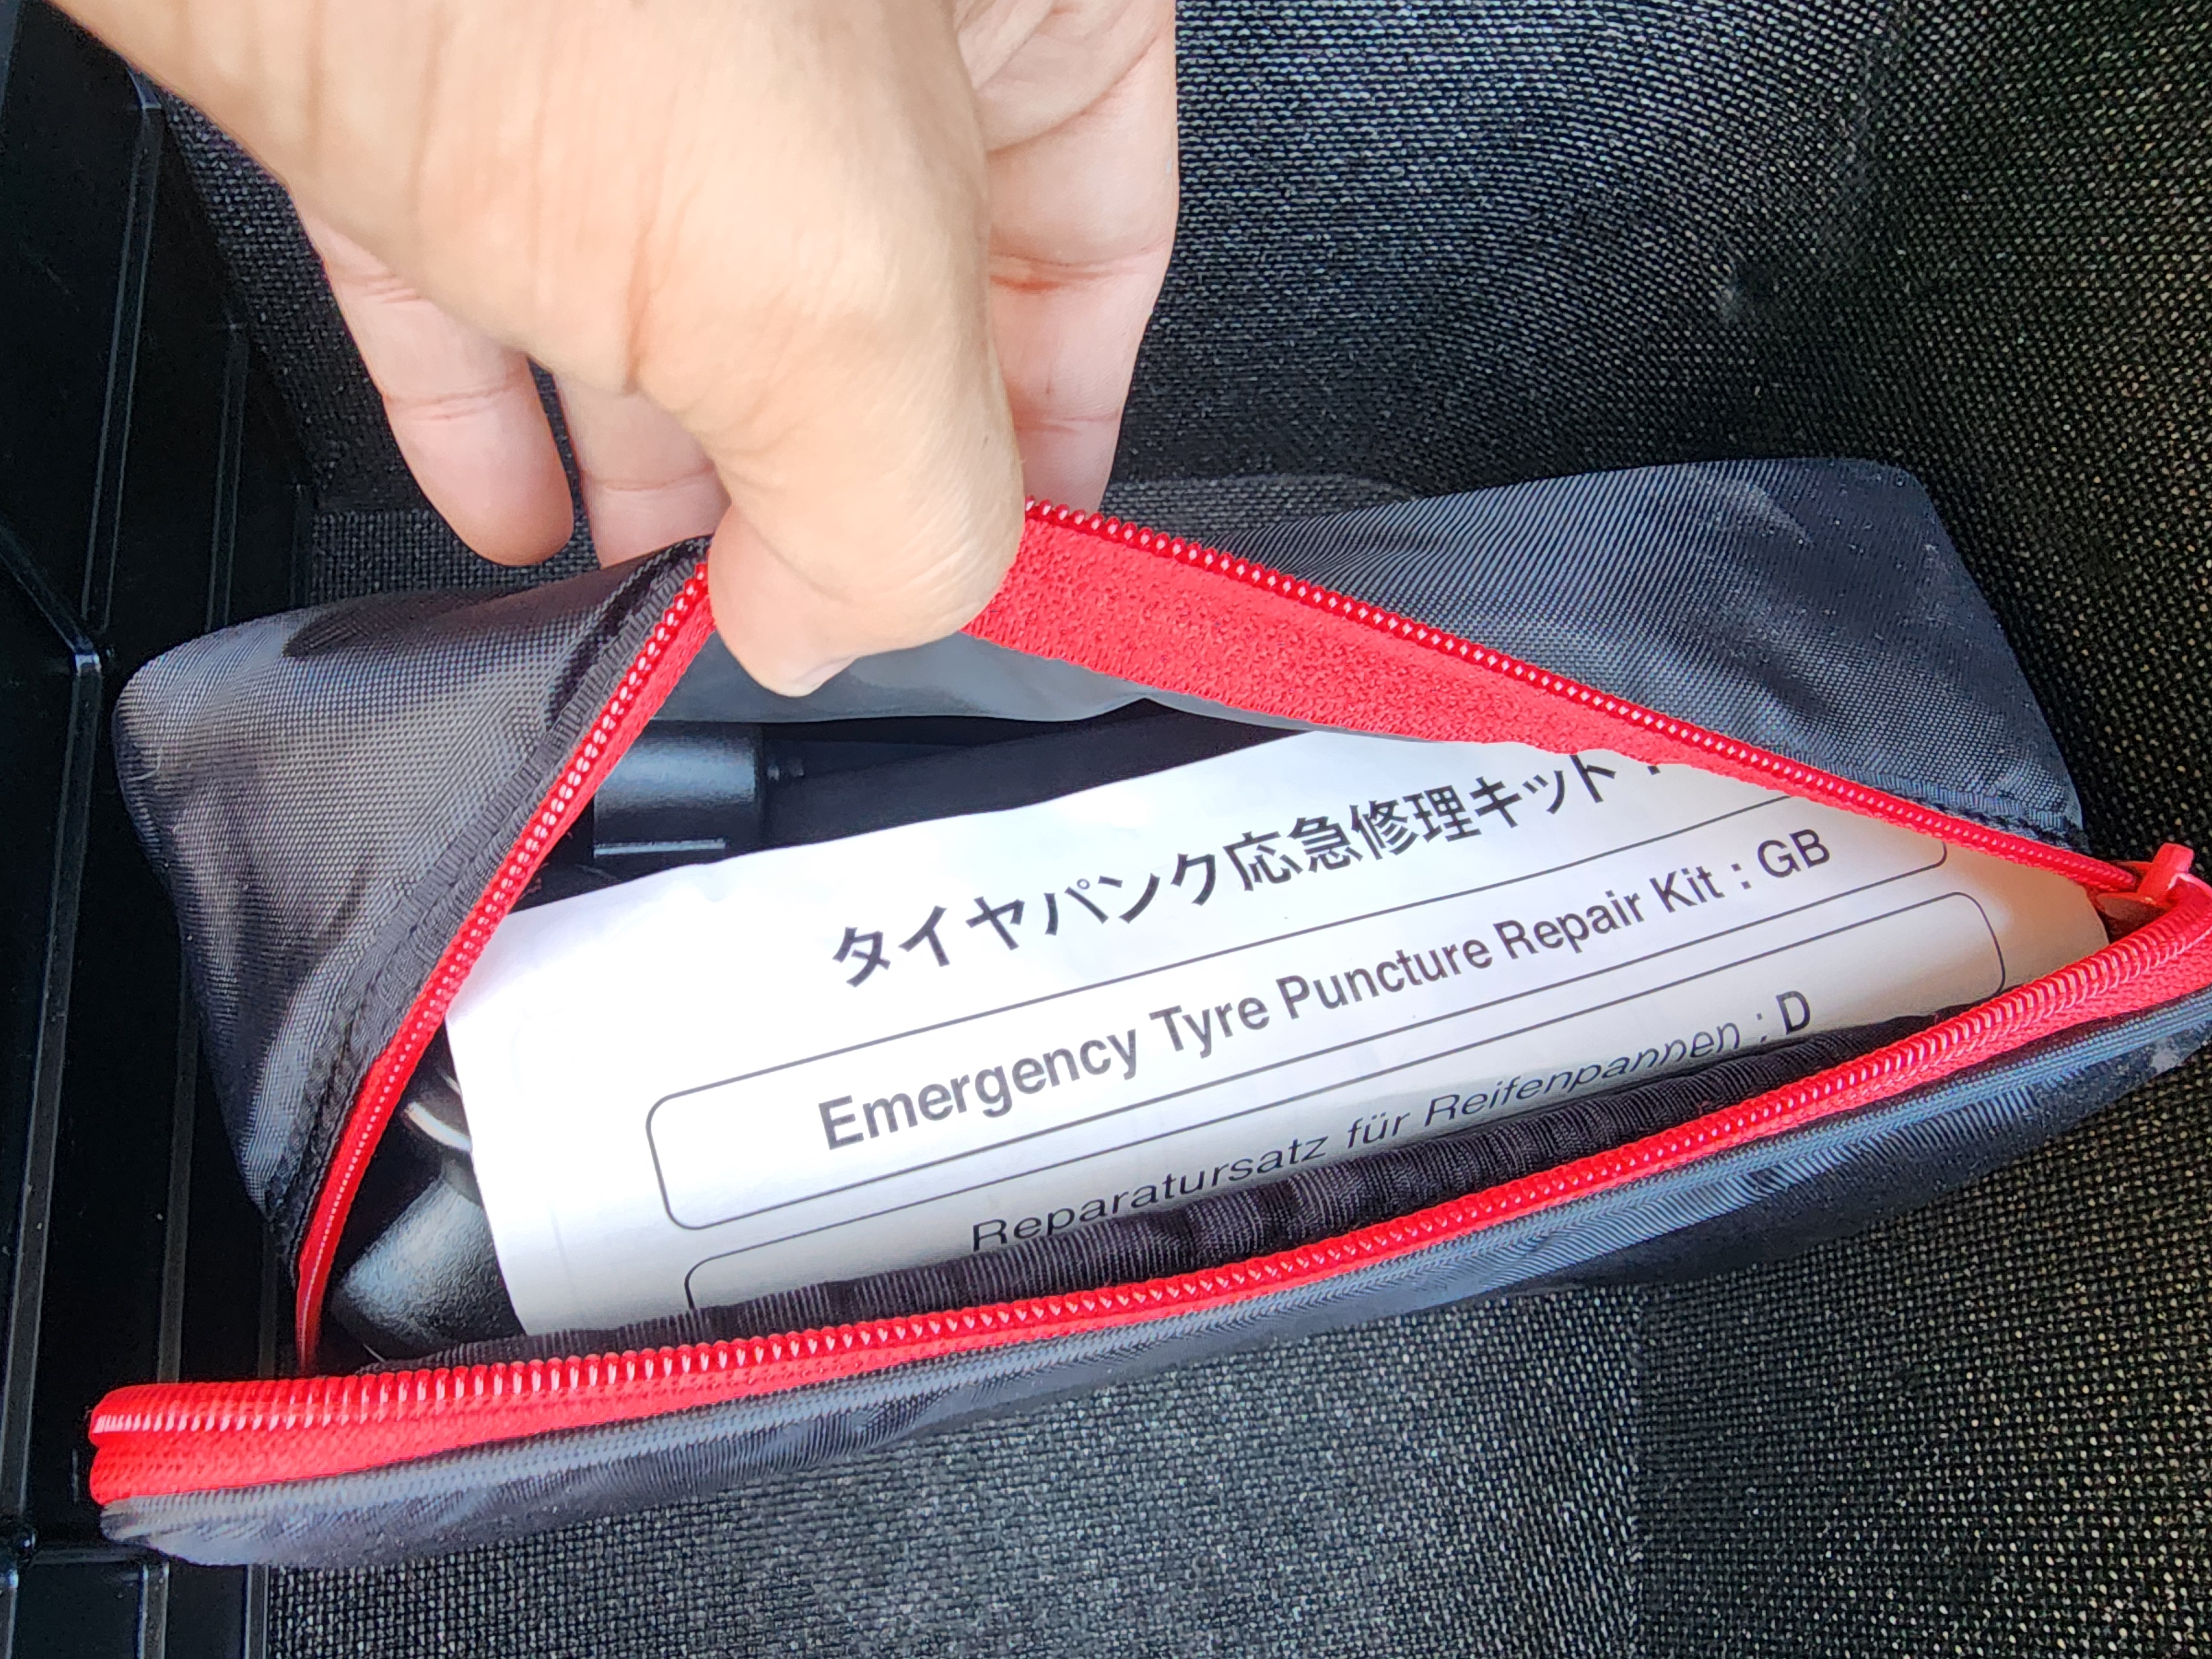 タイヤパンク応急修理キット :
Emergency Tyre Puncture Repair Kit : GB
Reparatursatz für Reifenpannen : D